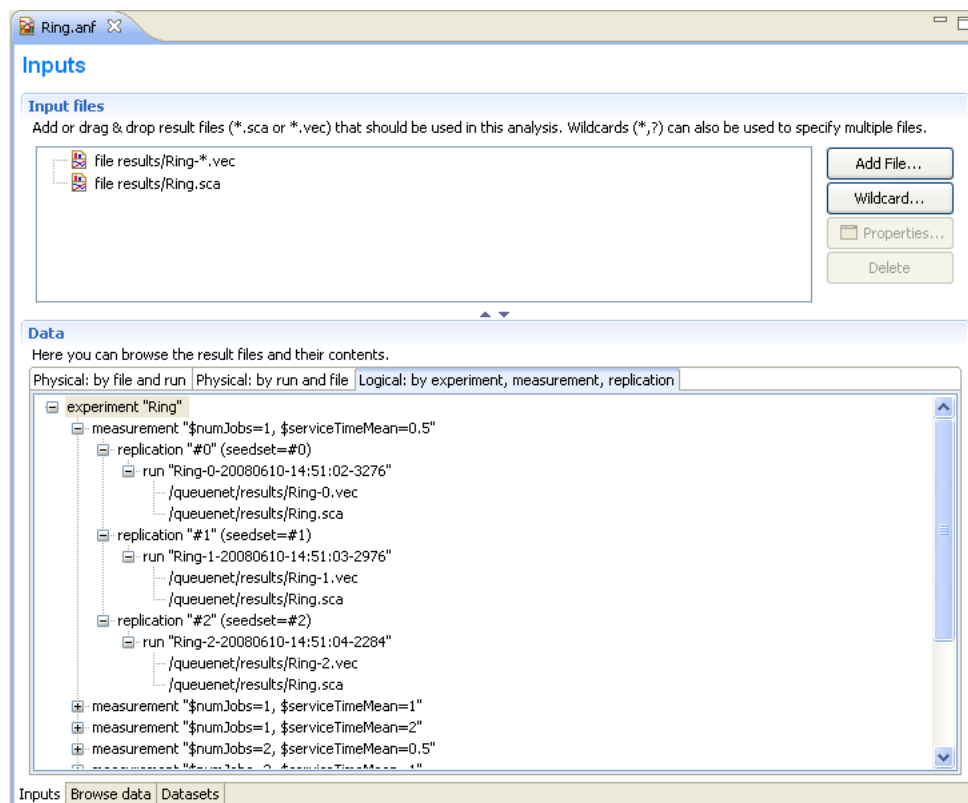 Ring.anf
Inputs
Input files
Add or drag & drop result files (*.sca or *.vec) that should be used in this analysis. Wildcards (*,?) can also be used to specify multiple files.
file results/Ring-*.vec
file results/Ring.sca
Add File...
Wildcard...
Properties...
Delete
Data
Here you can browse the result files and their contents.
Physical: by file and run Physical: by run and file Logical: by experiment, measurement, replication
experiment "Ring"
measurement "$numJobs=1, $serviceTimeMean=0.5"
replication "#0" (seedset=#0)
run "Ring-0-20080610-14:51:02-3276"
/queuenet/results/Ring-0.vec
/queuenet/results/Ring.sca
replication "#1" (seedset=#1)
run "Ring-1-20080610-14:51:03-2976"
/queuenet/results/Ring-1.vec
/queuenet/results/Ring.sca
replication "#2" (seedset=#2)
run "Ring-2-20080610-14:51:04-2284"
/queuenet/results/Ring-2.vec
/queuenet/results/Ring.sca
measurement "$numJobs=1, $serviceTimeMean=1"
measurement "$numJobs=1, $serviceTimeMean=2"
measurement "$numJobs=2, $serviceTimeMean=0.5"
measurement "$numJobs=2, $serviceTimeMean=1"
Inputs Browse data Datasets